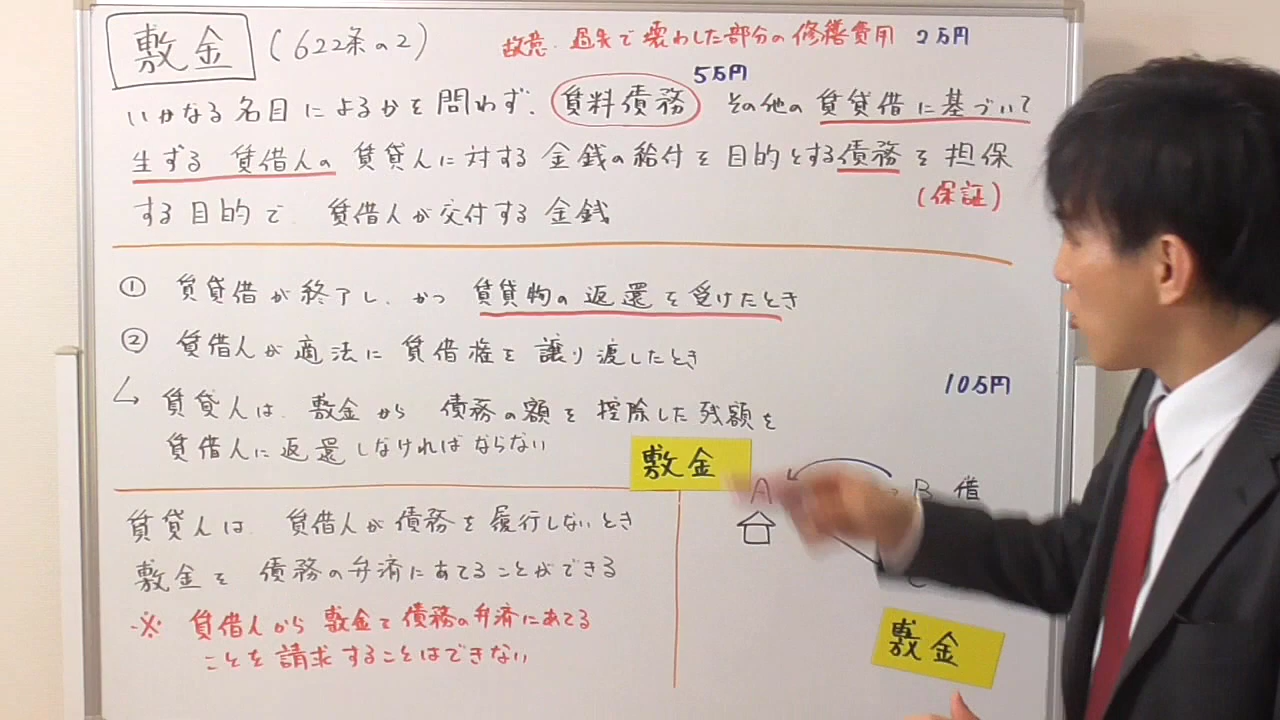 敷金 (622条の2)
故意・過失で壊わした部分の修繕費用 2万円
5万円
いかなる名目によるかを問わず、賃料債務 その他の賃貸借に基づいて
生ずる 賃借人の 賃貸人に対する 金銭の給付を目的とする債務を担保
(保証)
する目的で 賃借人が交付する 金銭
① 賃貸借が終了し、かつ 賃貸物の返還を受けたとき
② 賃借人が適法に賃借権を譲り渡したとき
10万円
↳ 賃貸人は、敷金から 債務の額を控除した残額を
賃借人に返還しなければならない
敷金
A
B 借
C
賃貸人は、賃借人が債務を履行しないとき
敷金を 債務の弁済にあてることができる
※ 賃借人から 敷金で債務の弁済にあてる
ことを請求することはできない
敷金